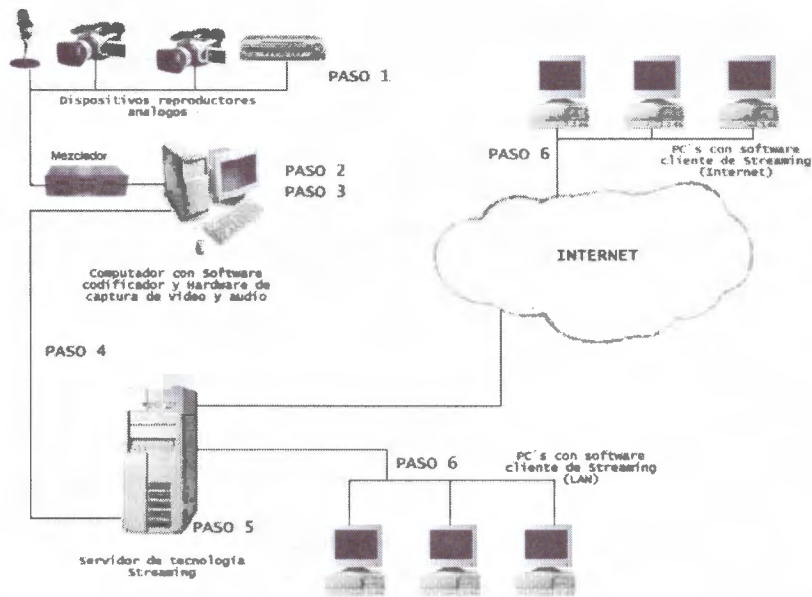 PASO 1
Dispositivos reproductores
analogos
Mezclador
PASO 2
PASO 3
Computador con Software
codificador y Hardware de
captura de video y audio
PASO 4
PASO 5
Servidor de tecnología
Streaming
PASO 6
PC's con software
cliente de Streaming
(Internet)
INTERNET
PASO 6
PC's con software
cliente de Streaming
(LAN)